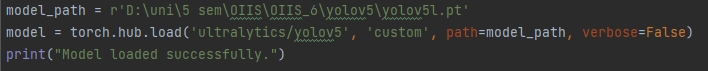 model_path = r'D:\uni\5 sem\OIIS\OIIS_6\yolov5\yolov5l.pt'
model = torch.hub.load('ultralytics/yolov5', 'custom', path=model_path, verbose=False)
print("Model loaded successfully.")